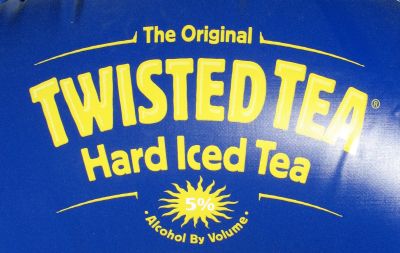 The Original
TWISTED TEA®
Hard Iced Tea
5%
• Alcohol By Volume •